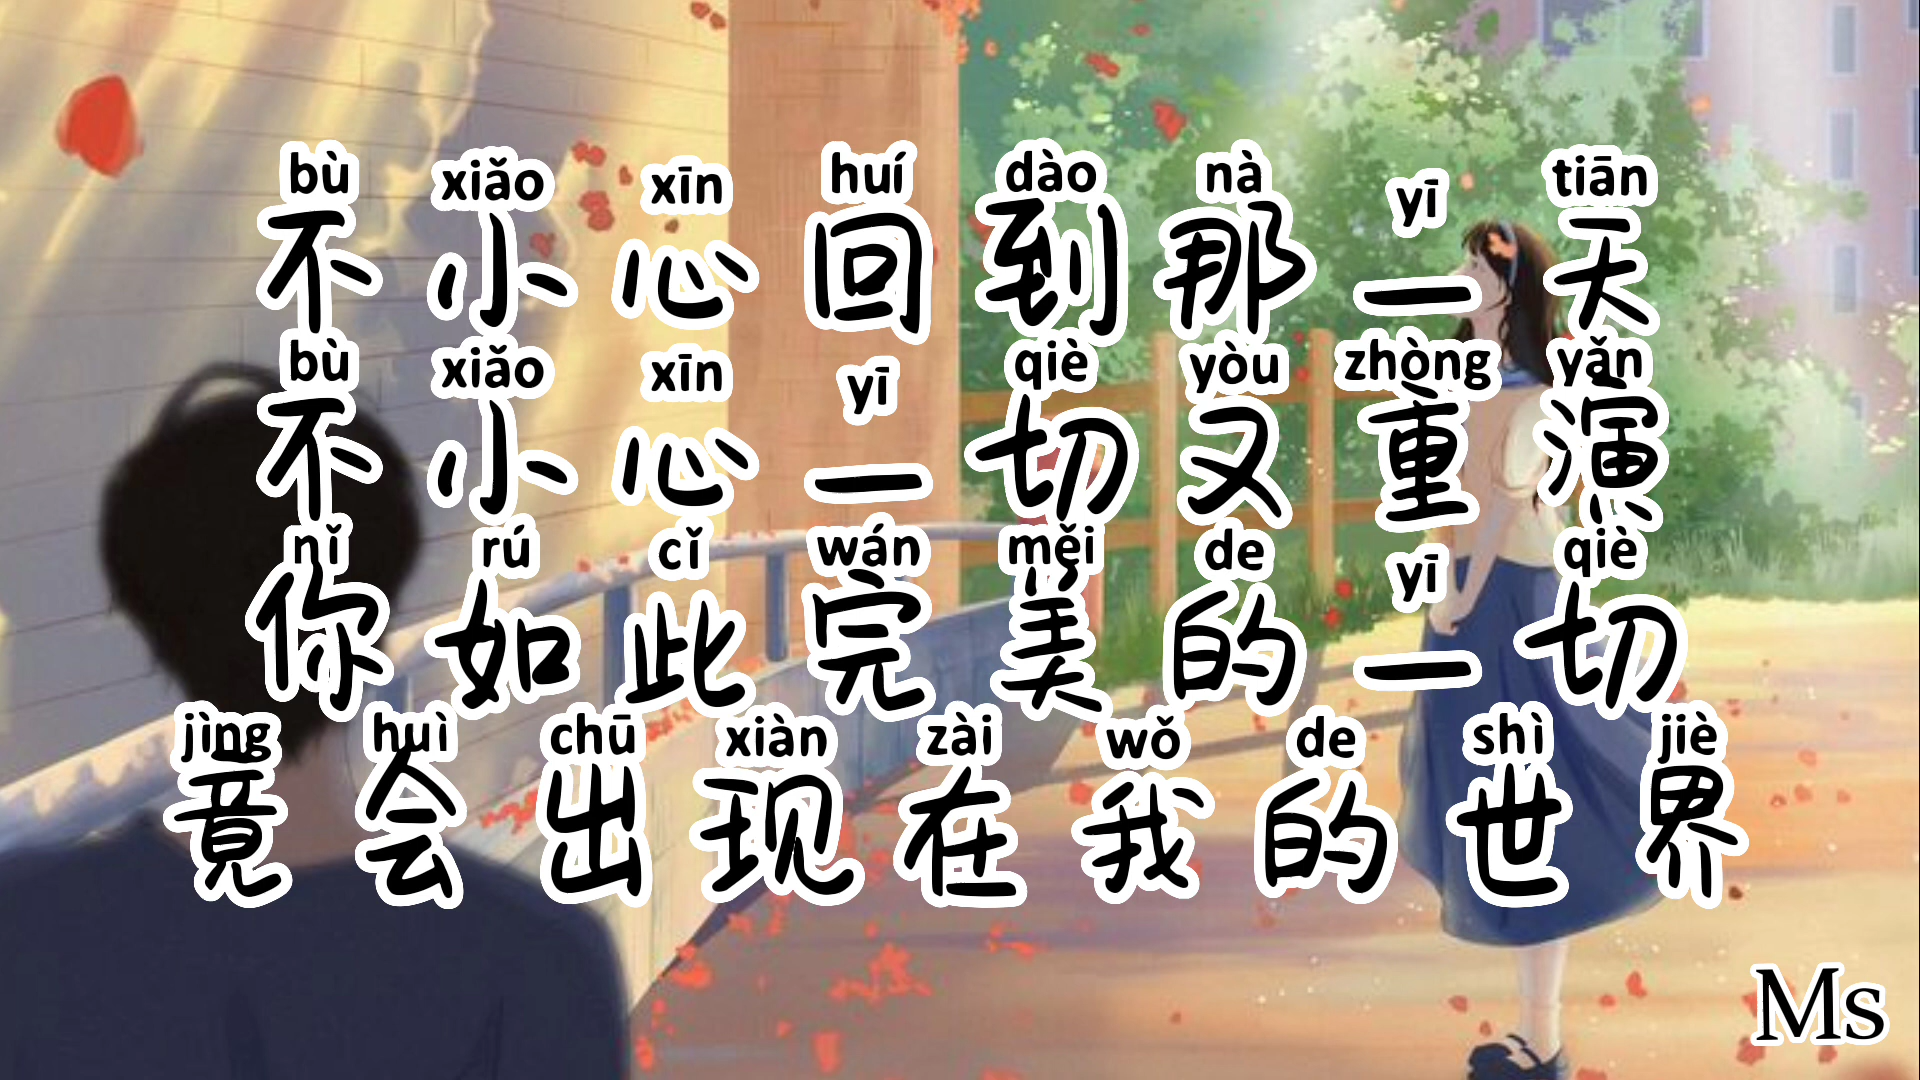 bù xiǎo xīn huí dào nà yī tiān
不小心回到那一天
bù xiǎo xīn yī qiè yòu zhòng yǎn
不小心一切又重演
nǐ rú cǐ wán měi de yī qiè
你如此完美的一切
jìng huì chū xiàn zài wǒ de shì jiè
竟会出现在我的世界
Ms